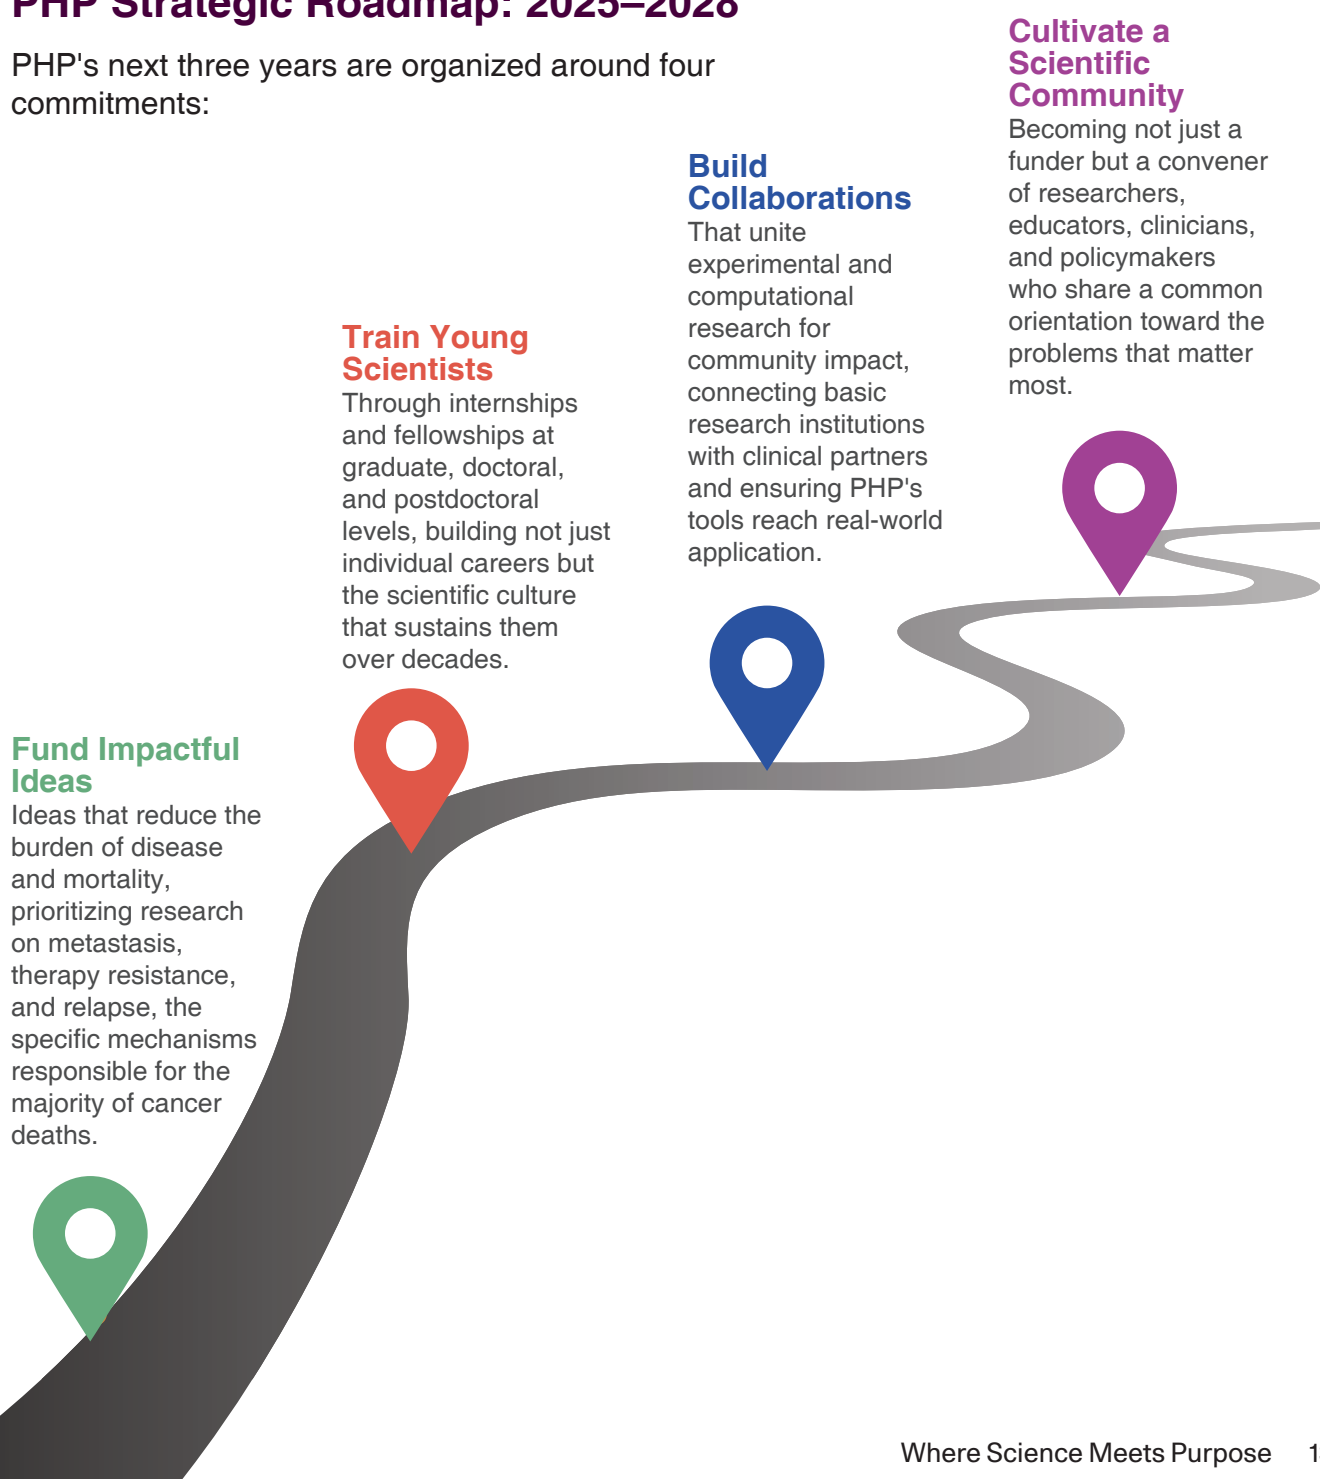 PHP Strategic Roadmap: 2025–2028
PHP's next three years are organized around four
commitments:
Fund Impactful
Ideas
Ideas that reduce the
burden of disease
and mortality,
prioritizing research
on metastasis,
therapy resistance,
and relapse, the
specific mechanisms
responsible for the
majority of cancer
deaths.
Train Young
Scientists
Through internships
and fellowships at
graduate, doctoral,
and postdoctoral
levels, building not just
individual careers but
the scientific culture
that sustains them
over decades.
Build
Collaborations
That unite
experimental and
computational
research for
community impact,
connecting basic
research institutions
with clinical partners
and ensuring PHP's
tools reach real-world
application.
Cultivate a
Scientific
Community
Becoming not just a
funder but a convener
of researchers,
educators, clinicians,
and policymakers
who share a common
orientation toward the
problems that matter
most.
Where Science Meets Purpose